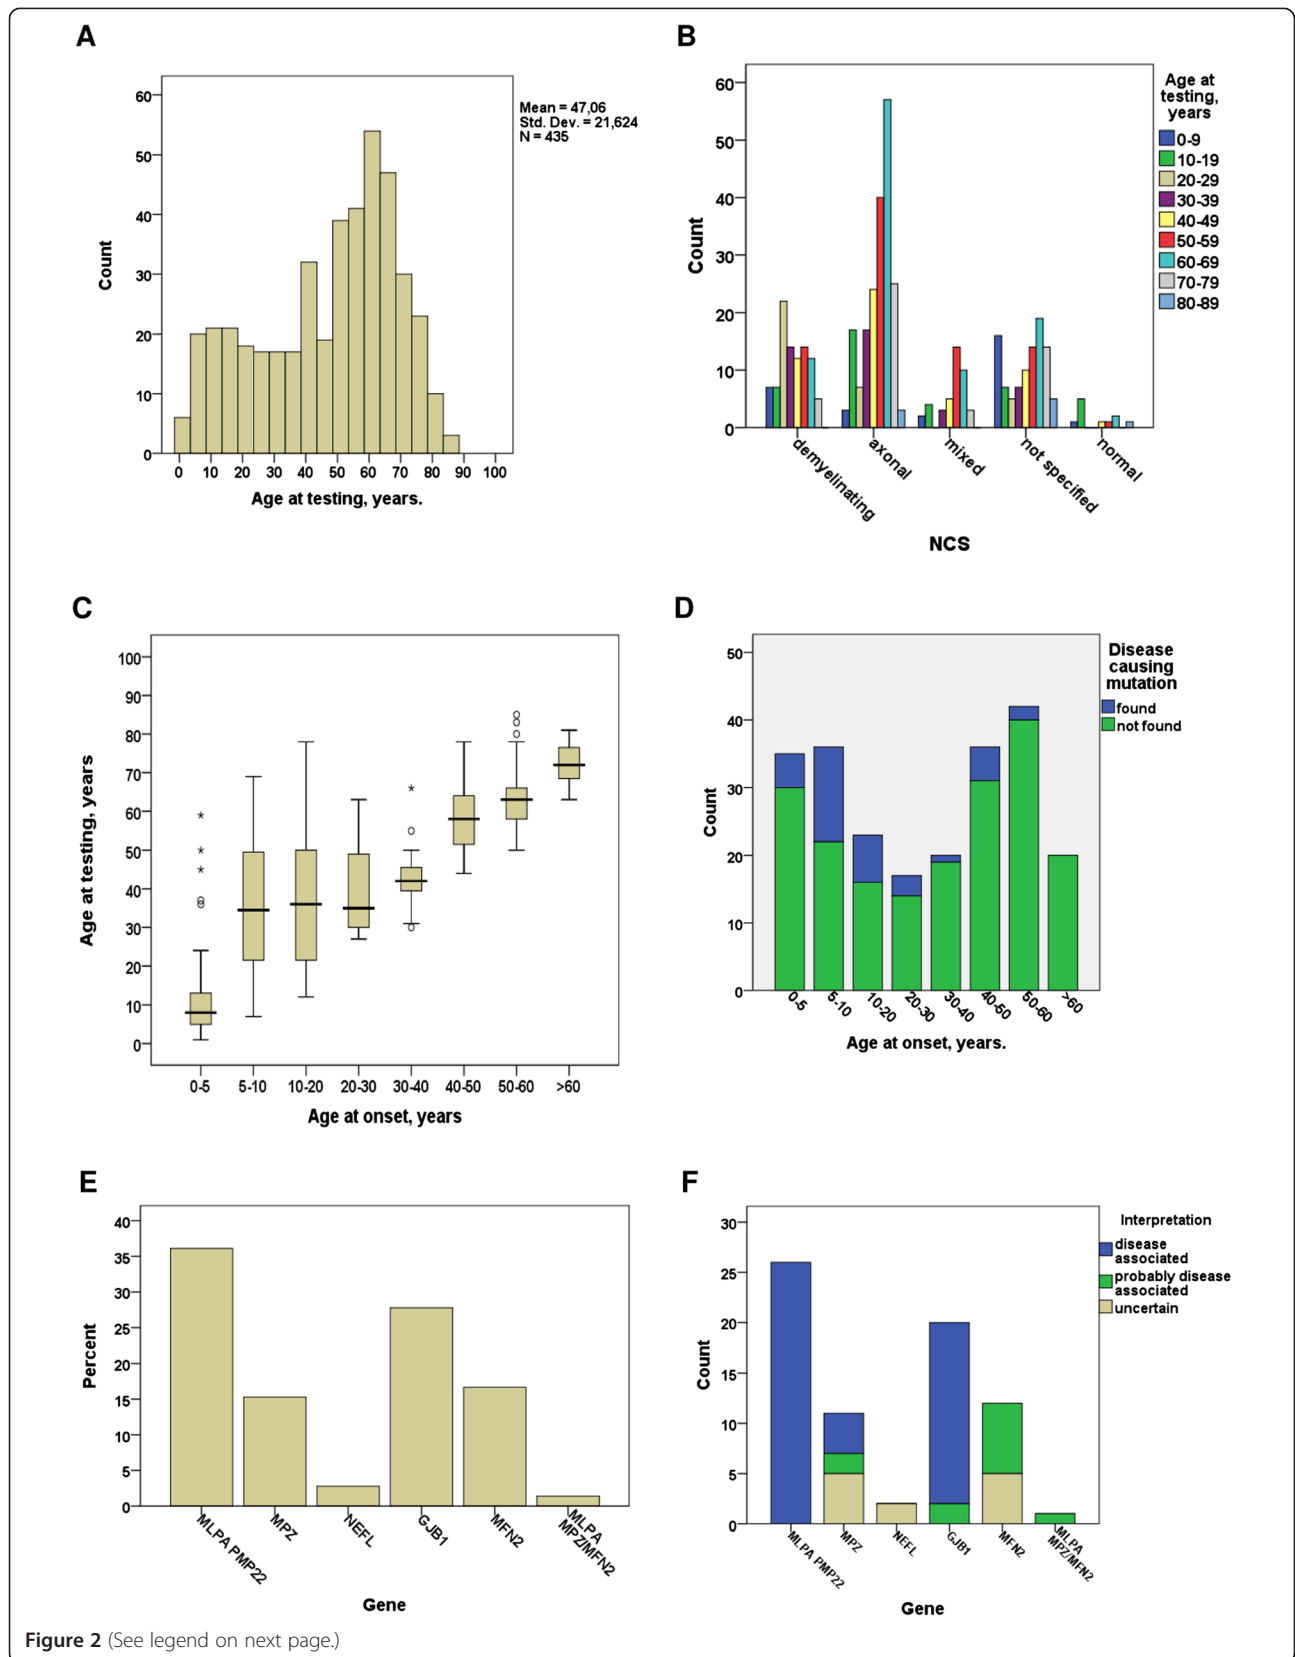 A
60
50
40
30
20
10
0
Count
0 10 20 30 40 50 60 70 80 90 100
Age at testing, years.
Mean = 47,06
Std. Dev. = 21,624
N = 435
B
60
50
40
30
20
10
0
Count
demyelinating
axonal
mixed
not specified
normal
NCS
Age at
testing,
years
0-9
10-19
20-29
30-39
40-49
50-59
60-69
70-79
80-89
C
100
90
80
70
60
50
40
30
20
10
0
Age at testing, years
0-5 5-10 10-20 20-30 30-40 40-50 50-60 >60
Age at onset, years
D
50
40
30
20
10
0
Count
0-5 5-10 10-20 20-30 30-40 40-50 50-60 >60
Age at onset, years.
Disease
causing
mutation
found
not found
E
40
35
30
25
20
15
10
5
0
Percent
MLPA PMP22
MPZ
NEFL
GJB1
MFN2
MLPA
MPZ/MFN2
Gene
F
30
25
20
15
10
5
0
Count
MLPA PMP22
MPZ
NEFL
GJB1
MFN2
MLPA
MPZ/MFN2
Gene
Interpretation
disease
associated
probably disease
associated
uncertain
Figure 2 (See legend on next page.)